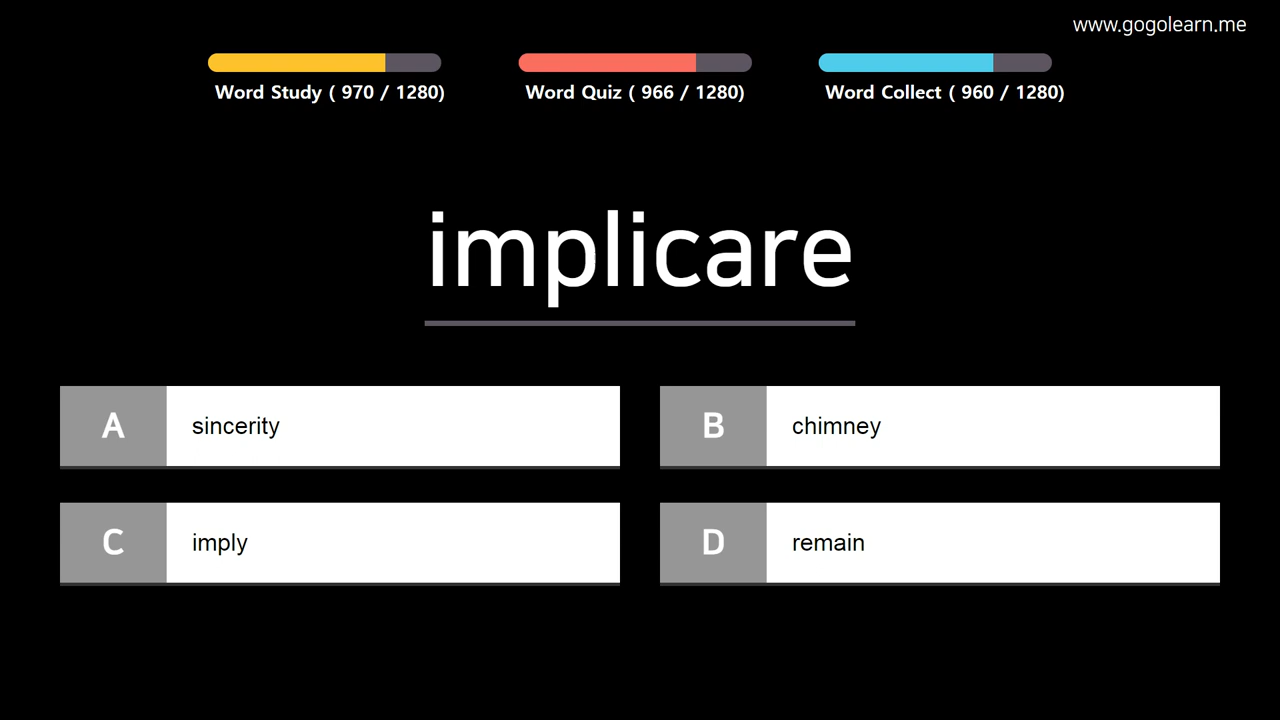 www.gogolearn.me
Word Study ( 970 / 1280)
Word Quiz ( 966 / 1280)
Word Collect ( 960 / 1280)
implicare
A sincerity
B chimney
C imply
D remain